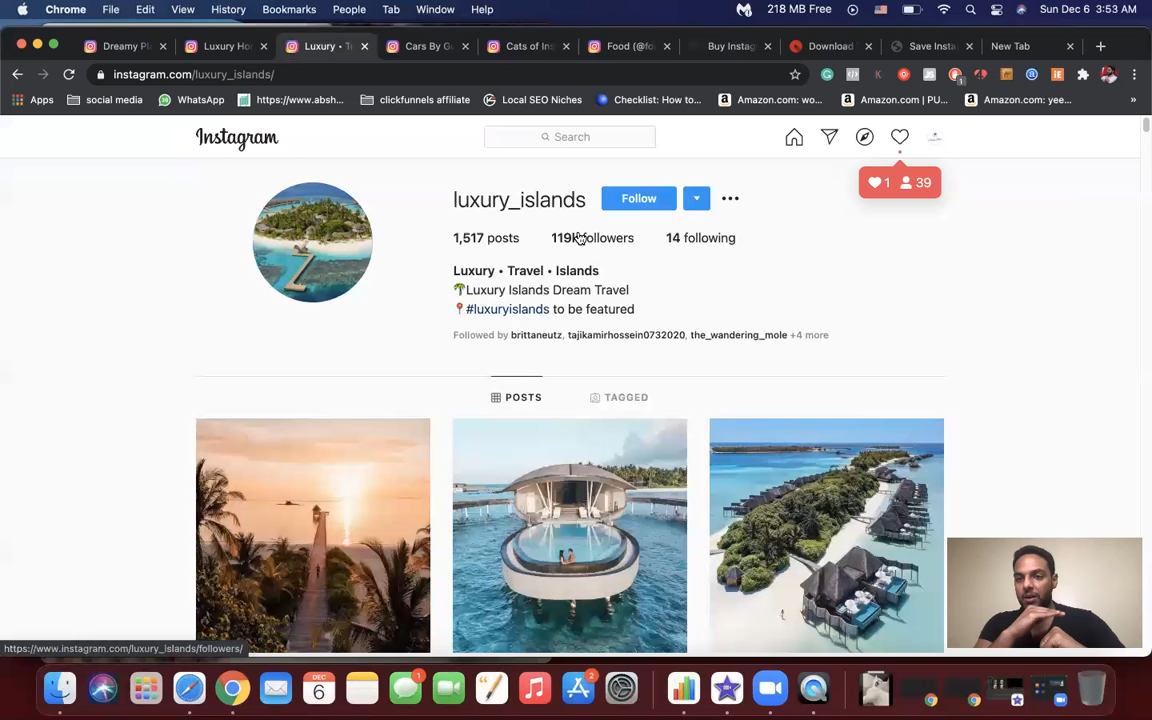 Chrome File Edit View History Bookmarks People Tab Window Help 218 MB Free Sun Dec 6 3:53 AM
Dreamy Pl Luxury Ho Luxury • T Cars By G Cats of Ins Food (@fo Buy Instag Download Save Insta New Tab
instagram.com/luxury_islands/
Apps social media WhatsApp https://www.absh... clickfunnels affiliate Local SEO Niches Checklist: How to... Amazon.com: wo... Amazon.com | PU... Amazon.com: yee...
Instagram Search
1 39
luxury_islands Follow
1,517 posts 119k followers 14 following
Luxury • Travel • Islands
Luxury Islands Dream Travel
#luxuryislands to be featured
Followed by brittaneutz, tajikamirhossein0732020, the_wandering_mole +4 more
POSTS TAGGED
https://www.instagram.com/luxury_islands/followers/
DEC
6
1
2